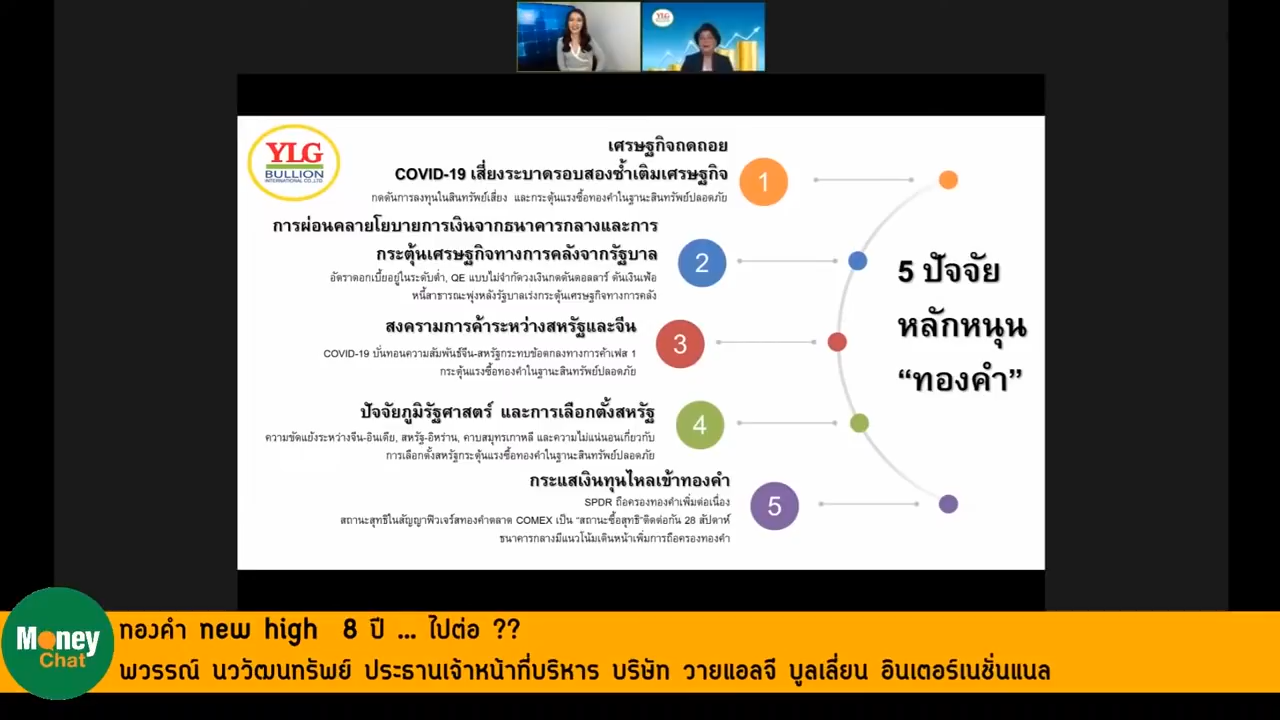 YLG
YLG
BULLION
INTERNATIONAL CO.,LTD.
เศรษฐกิจถดถอย
COVID-19 เสี่ยงระบาดรอบสองซ้ำเติมเศรษฐกิจ
กดดันการลงทุนในสินทรัพย์เสี่ยง และกระตุ้นแรงซื้อทองคำในฐานะสินทรัพย์ปลอดภัย
1
การผ่อนคลายโยบายการเงินจากธนาคารกลางและการ
กระตุ้นเศรษฐกิจทางการคลังจากรัฐบาล
อัตราดอกเบี้ยอยู่ในระดับต่ำ, QE แบบไม่จำกัดวงเงินกดดันดอลลาร์ ดันเงินเฟ้อ
หนี้สาธารณะพุ่งหลังรัฐบาลเร่งกระตุ้นเศรษฐกิจทางการคลัง
2
สงครามการค้าระหว่างสหรัฐและจีน
COVID-19 บั่นทอนความสัมพันธ์จีน-สหรัฐกระทบข้อตกลงทางการค้าเฟส 1
กระตุ้นแรงซื้อทองคำในฐานะสินทรัพย์ปลอดภัย
3
ปัจจัยภูมิรัฐศาสตร์ และการเลือกตั้งสหรัฐ
ความขัดแย้งระหว่างจีน-อินเดีย, สหรัฐ-อิหร่าน, คาบสมุทรเกาหลี และความไม่แน่นอนเกี่ยวกับ
การเลือกตั้งสหรัฐกระตุ้นแรงซื้อทองคำในฐานะสินทรัพย์ปลอดภัย
4
กระแสเงินทุนไหลเข้าทองคำ
SPDR ถือครองทองคำเพิ่มต่อเนื่อง
สถานะสุทธิในสัญญาฟิวเจอร์สทองคำตลาด COMEX เป็น "สถานะซื้อสุทธิ"ติดต่อกัน 28 สัปดาห์
ธนาคารกลางมีแนวโน้มเดินหน้าเพิ่มการถือครองทองคำ
5
5 ปัจจัย
หลักหนุน
“ทองคำ”
Money
Chat
ทองคำ new high 8 ปี ... ไปต่อ ??
พวรรณ์ นววัฒนทรัพย์ ประธานเจ้าหน้าที่บริหาร บริษัท วายแอลจี บูลเลี่ยน อินเตอร์เนชั่นแนล